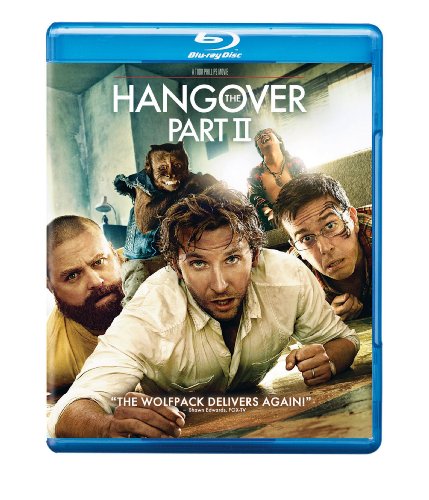 Blu-ray Disc
A TODD PHILLIPS MOVIE
THE
HANGOVER
PART II
"THE WOLFPACK DELIVERS AGAIN!"
– Shawn Edwards, FOX-TV